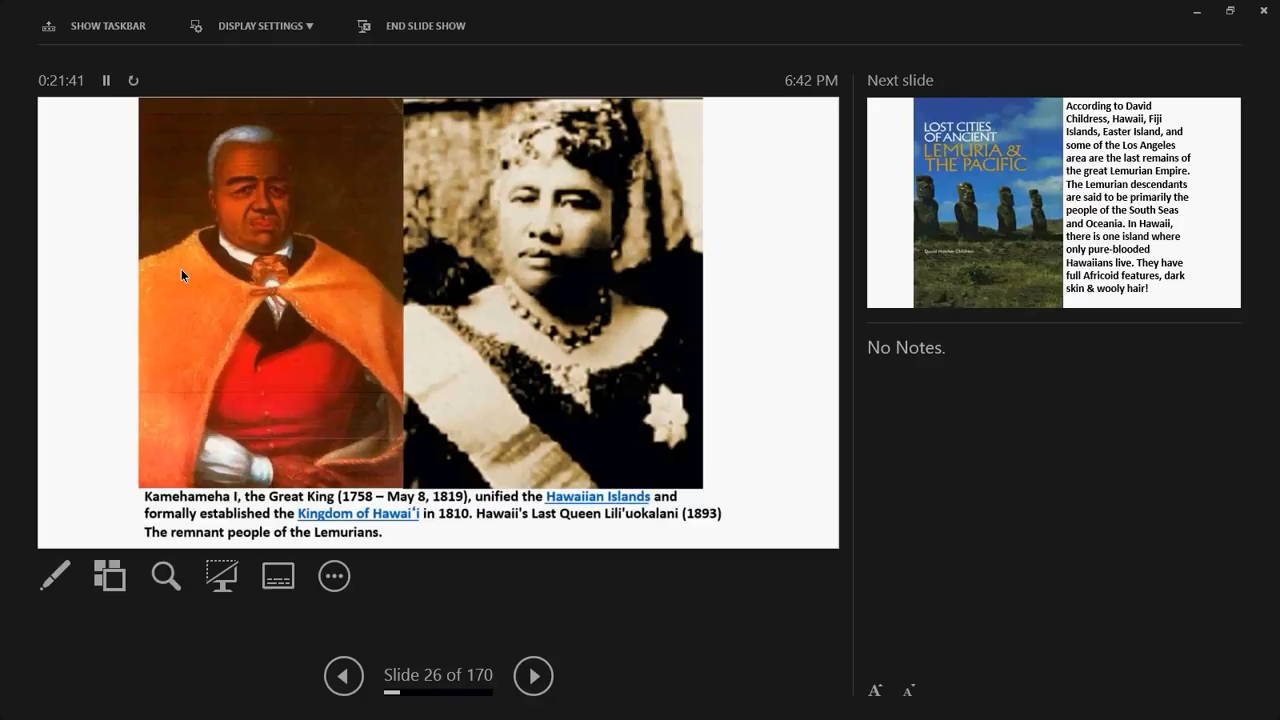 SHOW TASKBAR
DISPLAY SETTINGS ▼
END SLIDE SHOW
0:21:41
6:42 PM
Kamehameha I, the Great King (1758 – May 8, 1819), unified the Hawaiian Islands and
formally established the Kingdom of Hawaiʻi in 1810. Hawaii's Last Queen Lili'uokalani (1893)
The remnant people of the Lemurians.
Slide 26 of 170
Next slide
LOST CITIES
OF ANCIENT
LEMURIA &
THE PACIFIC
David Hatcher Childress
According to David
Childress, Hawaii, Fiji
Islands, Easter Island, and
some of the Los Angeles
area are the last remains of
the great Lemurian Empire.
The Lemurian descendants
are said to be primarily the
people of the South Seas
and Oceania. In Hawaii,
there is one island where
only pure-blooded
Hawaiians live. They have
full Africoid features, dark
skin & wooly hair!
No Notes.
A A